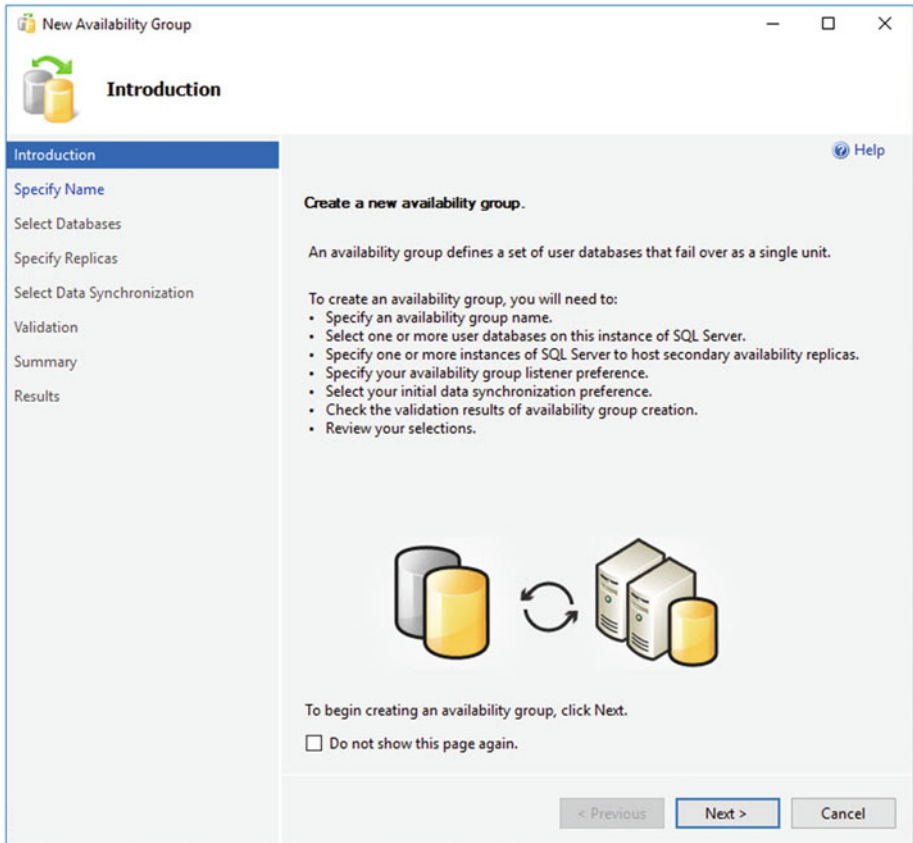 New Availability Group
Introduction
Introduction
Specify Name
Select Databases
Specify Replicas
Select Data Synchronization
Validation
Summary
Results
Help
Create a new availability group.
An availability group defines a set of user databases that fail over as a single unit.
To create an availability group, you will need to:
• Specify an availability group name.
• Select one or more user databases on this instance of SQL Server.
• Specify one or more instances of SQL Server to host secondary availability replicas.
• Specify your availability group listener preference.
• Select your initial data synchronization preference.
• Check the validation results of availability group creation.
• Review your selections.
To begin creating an availability group, click Next.
Do not show this page again.
< Previous
Next >
Cancel